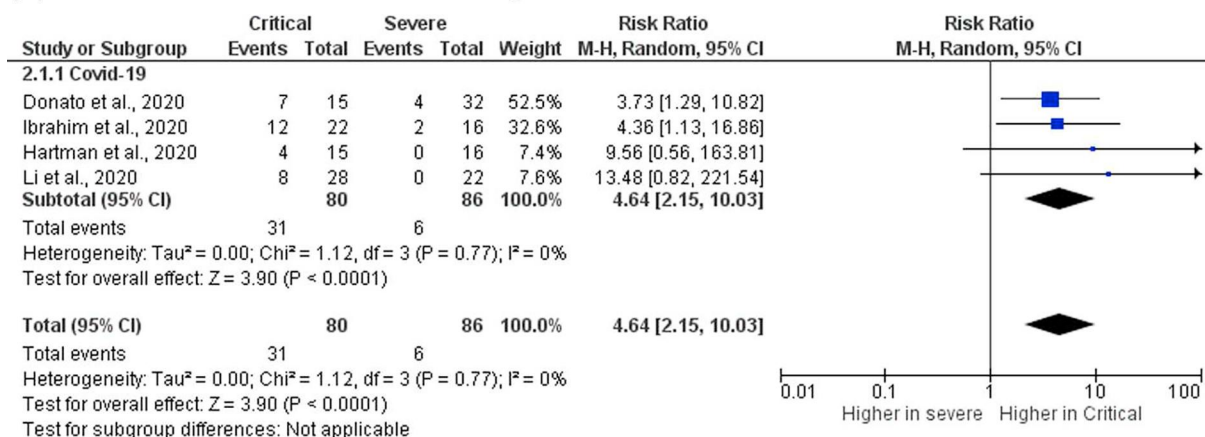 Critical Severe Risk Ratio Risk Ratio
Study or Subgroup Events Total Events Total Weight M-H, Random, 95% CI M-H, Random, 95% CI
2.1.1 Covid-19
Donato et al., 2020 7 15 4 32 52.5% 3.73 [1.29, 10.82]
Ibrahim et al., 2020 12 22 2 16 32.6% 4.36 [1.13, 16.86]
Hartman et al., 2020 4 15 0 16 7.4% 9.56 [0.56, 163.81]
Li et al., 2020 8 28 0 22 7.6% 13.48 [0.82, 221.54]
Subtotal (95% CI) 80 86 100.0% 4.64 [2.15, 10.03]
Total events 31 6
Heterogeneity: Tau² = 0.00; Chi² = 1.12, df = 3 (P = 0.77); I² = 0%
Test for overall effect: Z = 3.90 (P < 0.0001)
Total (95% CI) 80 86 100.0% 4.64 [2.15, 10.03]
Total events 31 6
Heterogeneity: Tau² = 0.00; Chi² = 1.12, df = 3 (P = 0.77); I² = 0%
Test for overall effect: Z = 3.90 (P < 0.0001)
Test for subgroup differences: Not applicable
0.01 0.1 1 10 100
Higher in severe Higher in Critical